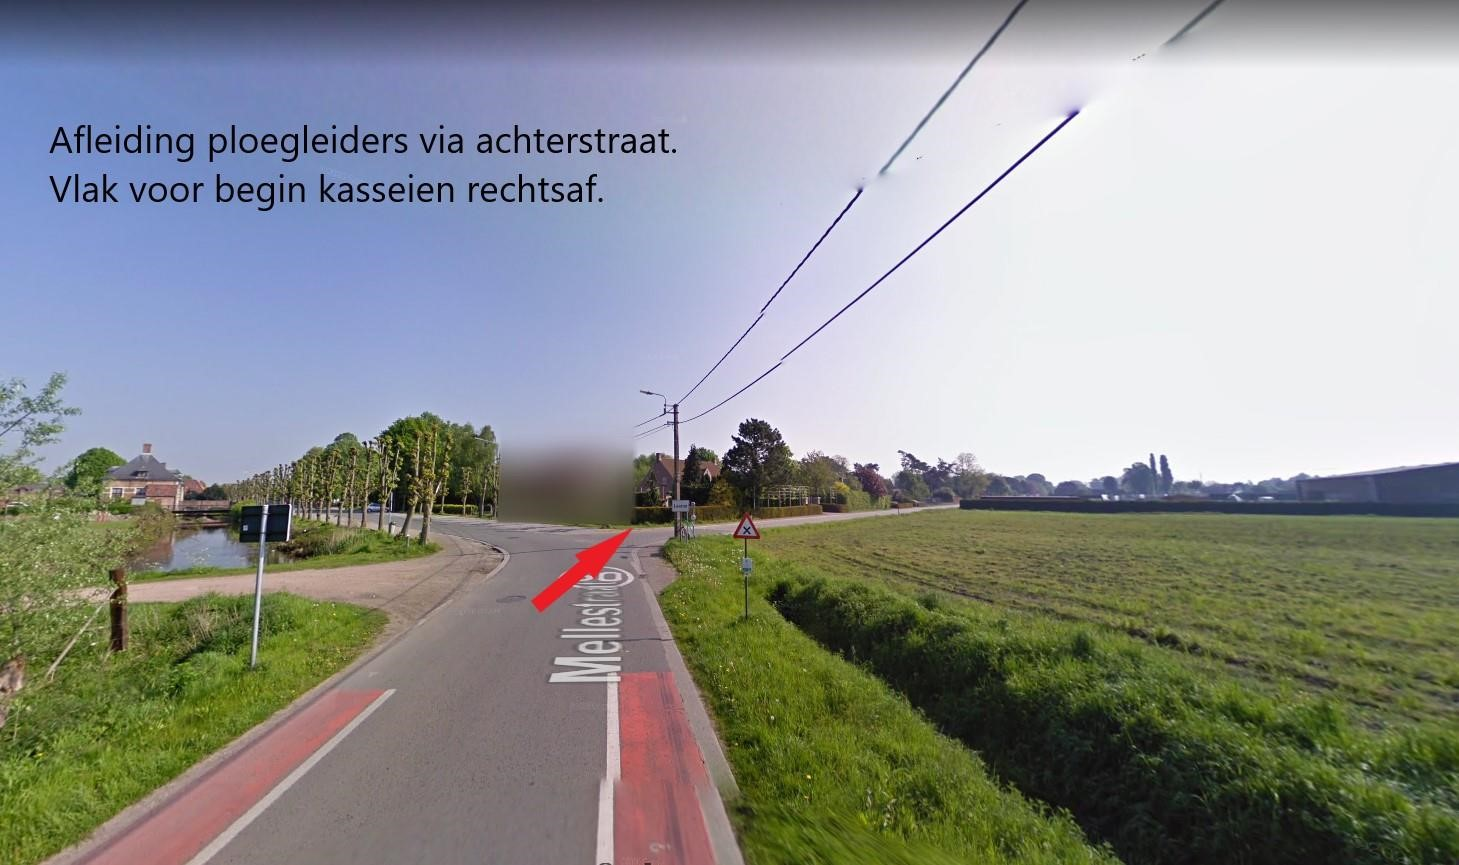 Afleiding ploegleiders via achterstraat.
Vlak voor begin kasseien rechtsaf.
Mellestraat